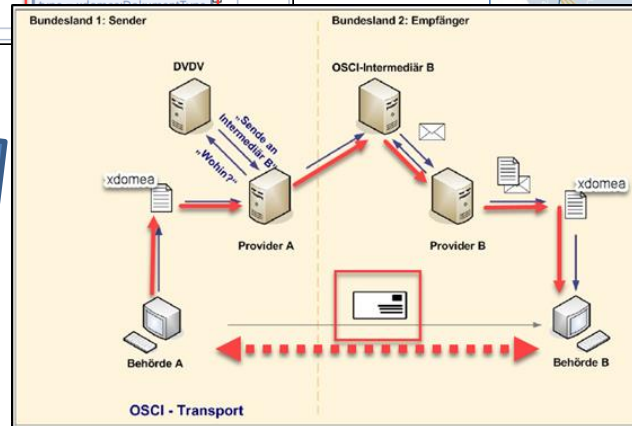 Bundesland 1: Sender
Bundesland 2: Empfänger
DVDV
OSCI-Intermediär B
„Sende an
Intermediär B"
„Wohin?"
xdomea
xdomea
Provider A
Provider B
Behörde A
Behörde B
OSCI - Transport